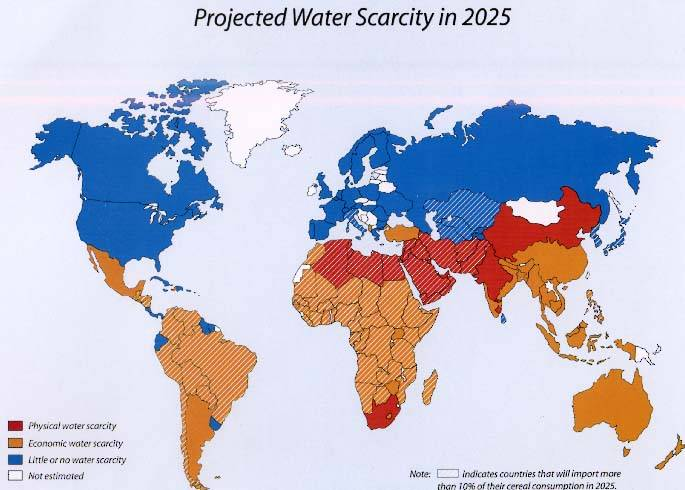 Projected Water Scarcity in 2025
Physical water scarcity
Economic water scarcity
Little or no water scarcity
Not estimated
Note: indicates countries that will import more
than 10% of their cereal consumption in 2025.